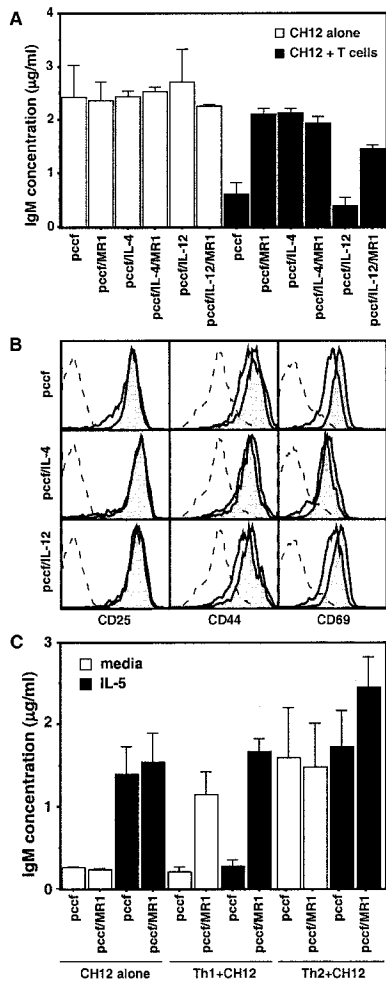 A
IgM concentration (µg/ml)
4
3
2
1
0
CH12 alone
CH12 + T cells
pccf
pccf/MR1
pccf/IL-4
pccf/IL-4/MR1
pccf/IL-12
pccf/IL-12/MR1
pccf
pccf/MR1
pccf/IL-4
pccf/IL-4/MR1
pccf/IL-12
pccf/IL-12/MR1
B
pccf
pccf/IL-4
pccf/IL-12
CD25 CD44 CD69
C
IgM concentration (µg/ml)
3
2
1
0
media
IL-5
pccf
pccf/MR1
pccf
pccf/MR1
pccf
pccf/MR1
pccf
pccf/MR1
pccf
pccf/MR1
pccf
pccf/MR1
CH12 alone Th1+CH12 Th2+CH12